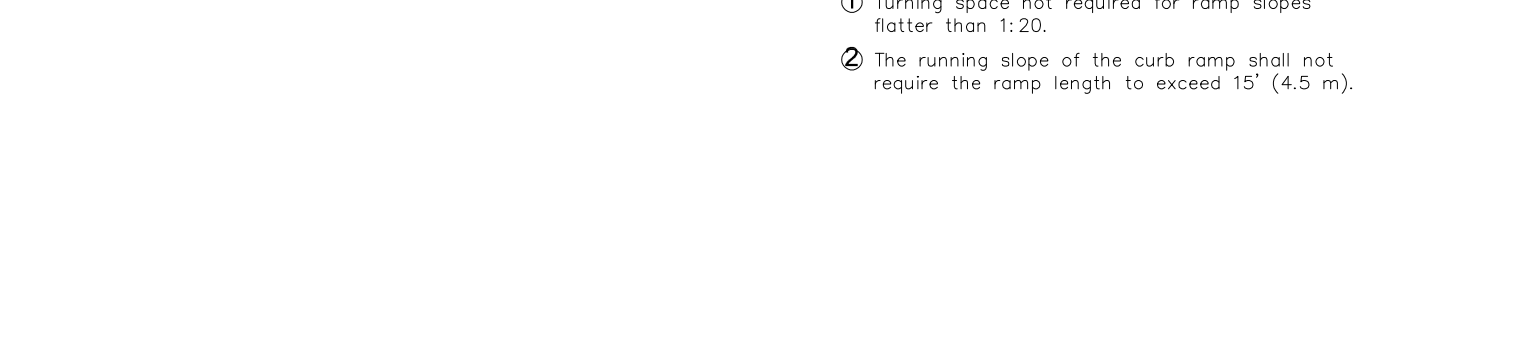 ① Turning space not required for ramp slopes
flatter than 1:20.
② The running slope of the curb ramp shall not
require the ramp length to exceed 15' (4.5 m).